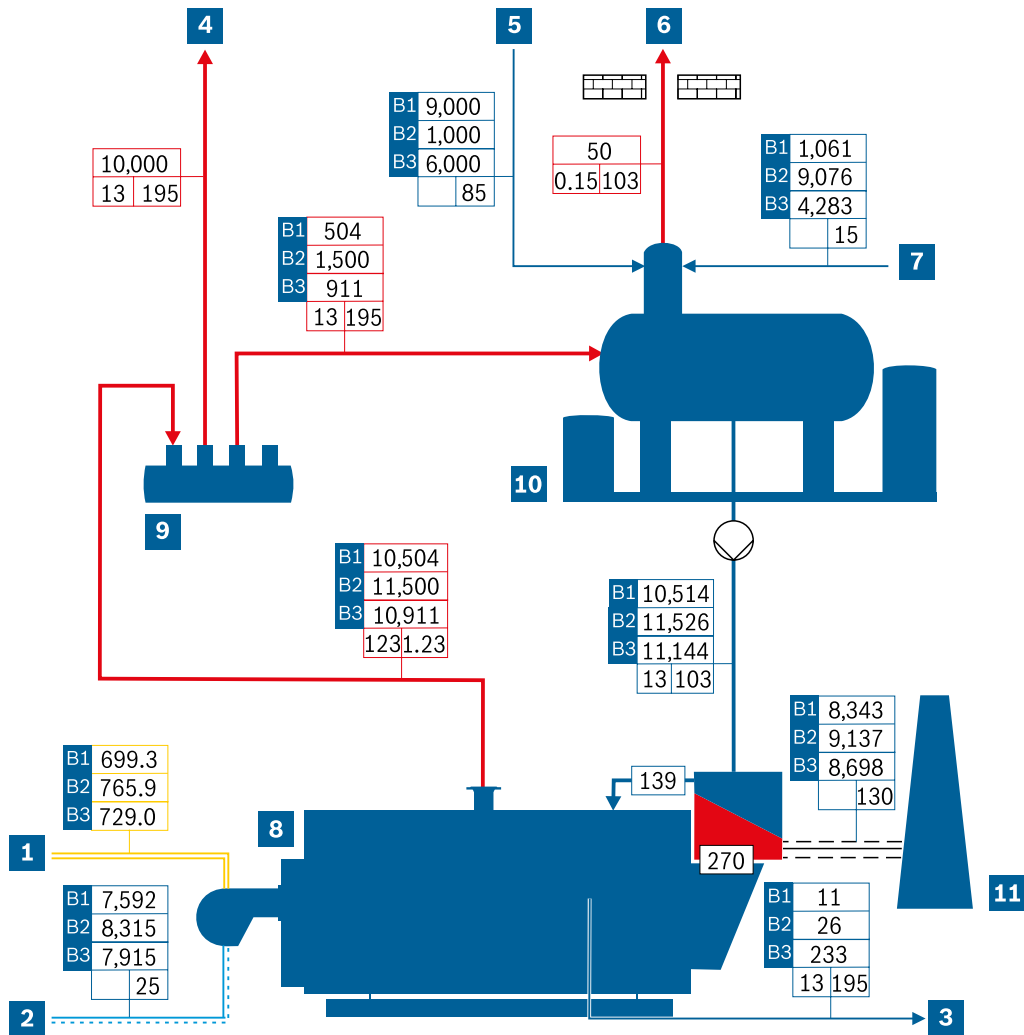 4
5
6
B1 9,000
B2 1,000
B3 6,000
85
10,000
13 195
50
0.15 103
B1 1,061
B2 9,076
B3 4,283
15
7
B1 504
B2 1,500
B3 911
13 195
10
9
B1 10,504
B2 11,500
B3 10,911
123 1.23
B1 10,514
B2 11,526
B3 11,144
13 103
B1 8,343
B2 9,137
B3 8,698
130
B1 699.3
B2 765.9
B3 729.0
139
8
1
270
11
B1 7,592
B2 8,315
B3 7,915
25
B1 11
B2 26
B3 233
13 195
2
3